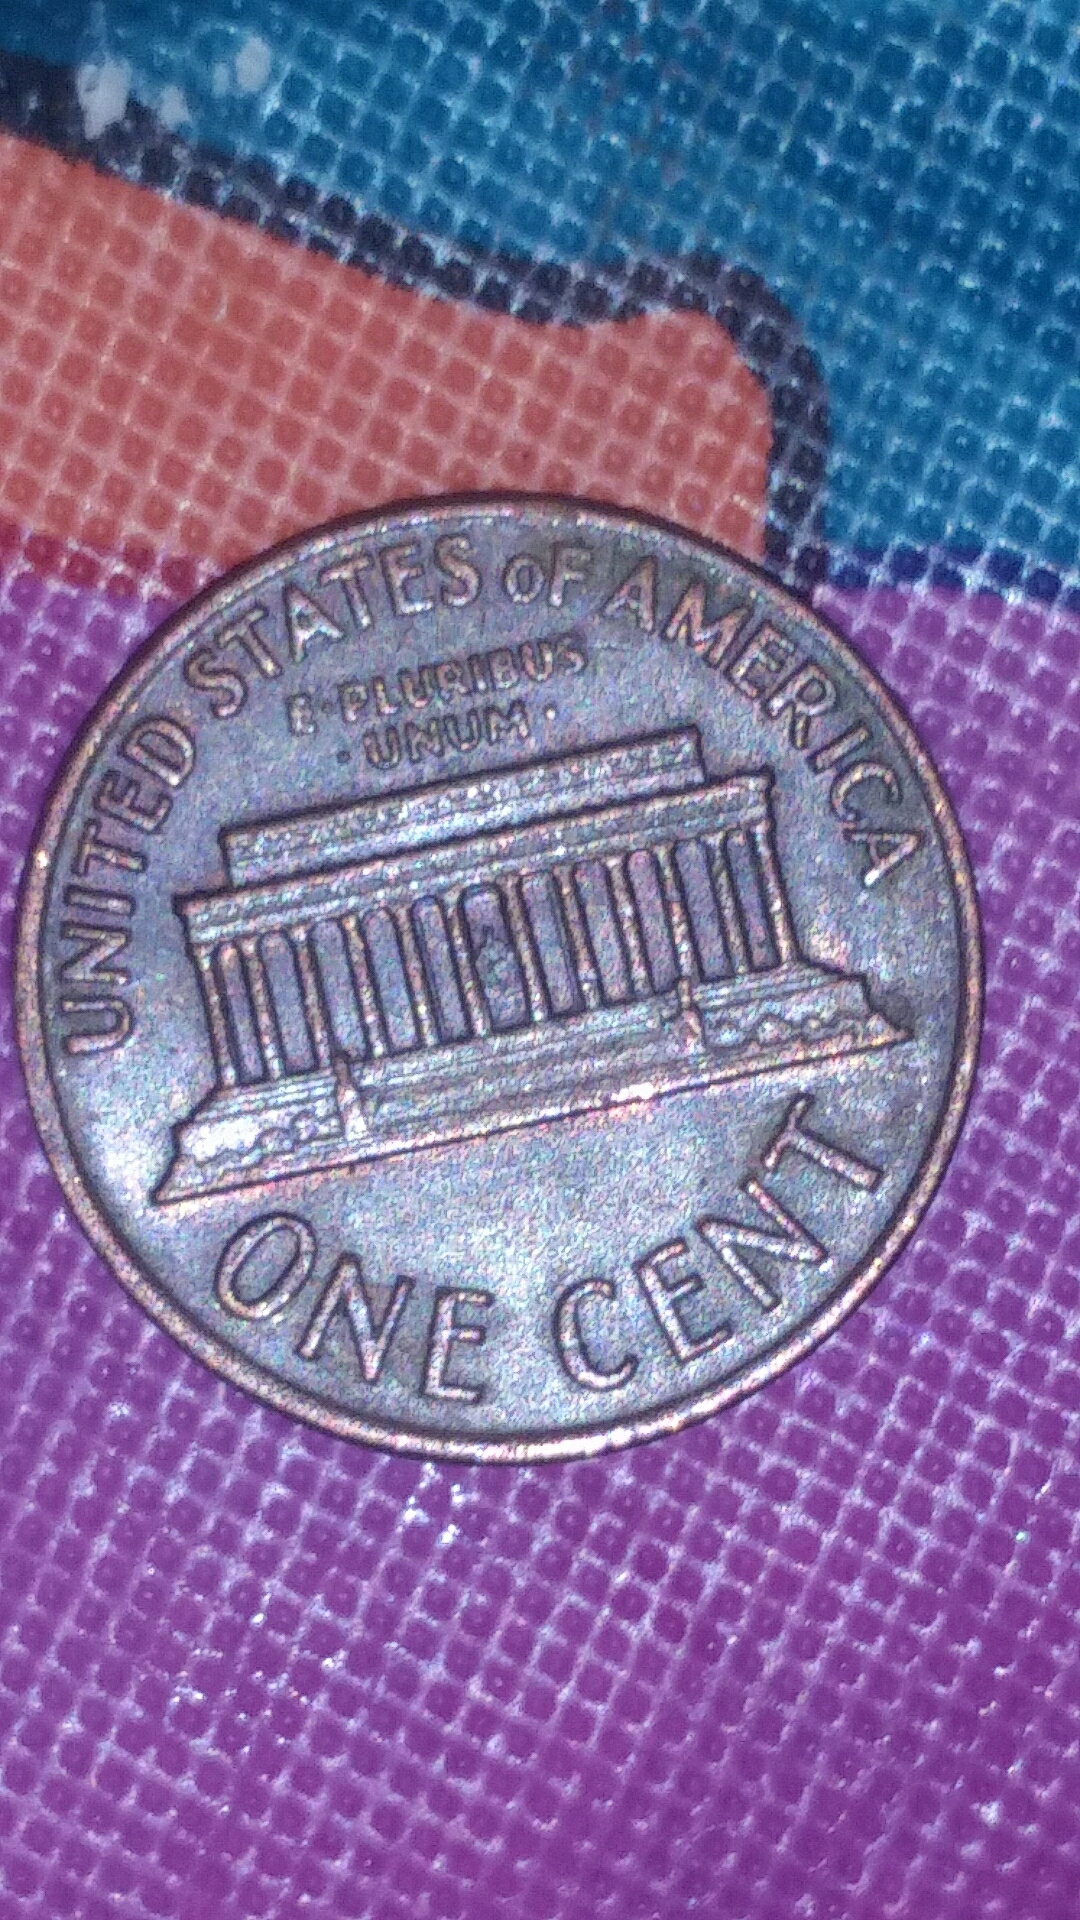 UNITED STATES oF AMERICA
E·PLURIBUS
·UNUM·
ONE CENT